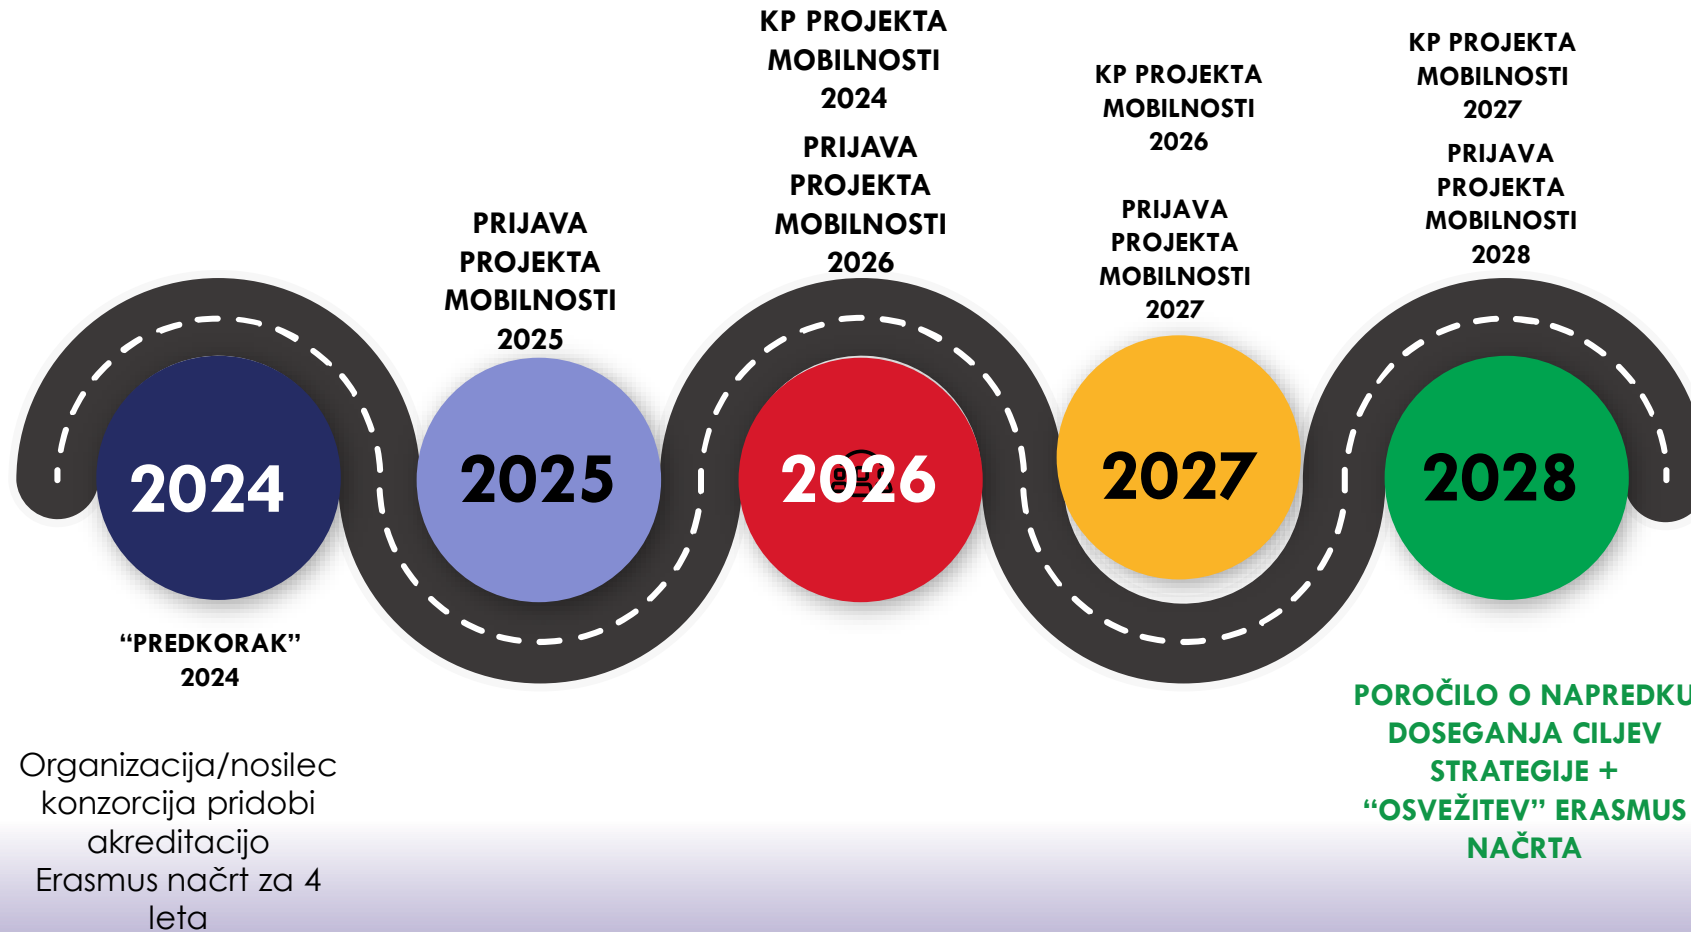 2024
“PREDKORAK”
2024
Organizacija/nosilec
konzorcija pridobi
akreditacijo
Erasmus načrt za 4
leta
PRIJAVA
PROJEKTA
MOBILNOSTI
2025
2025
KP PROJEKTA
MOBILNOSTI
2024
PRIJAVA
PROJEKTA
MOBILNOSTI
2026
2026
KP PROJEKTA
MOBILNOSTI
2026
PRIJAVA
PROJEKTA
MOBILNOSTI
2027
2027
KP PROJEKTA
MOBILNOSTI
2027
PRIJAVA
PROJEKTA
MOBILNOSTI
2028
2028
POROČILO O NAPREDKU
DOSEGANJA CILJEV
STRATEGIJE +
“OSVEŽITEV” ERASMUS
NAČRTA